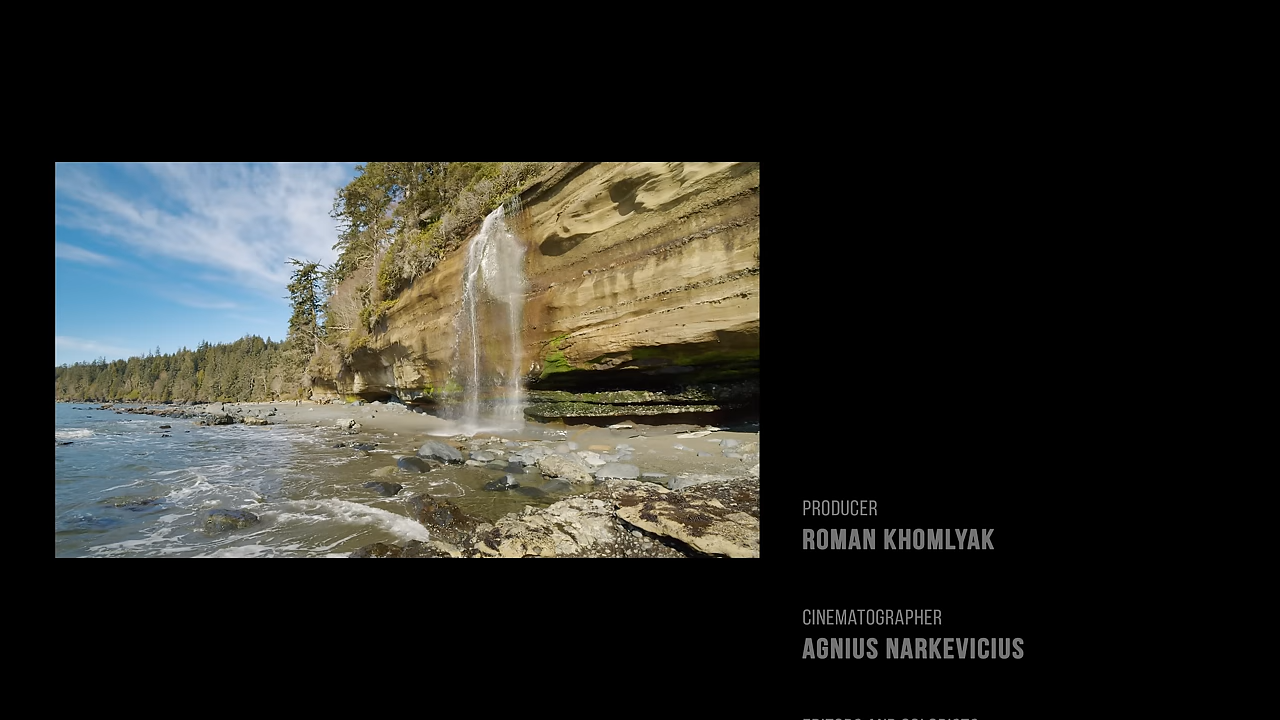 PRODUCER
ROMAN KHOMLYAK
CINEMATOGRAPHER
AGNIUS NARKEVICIUS